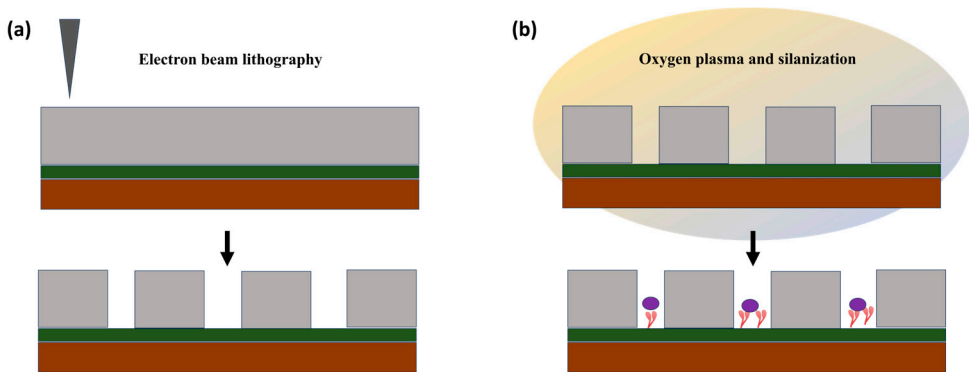 (a)
Electron beam lithography
(b)
Oxygen plasma and silanization